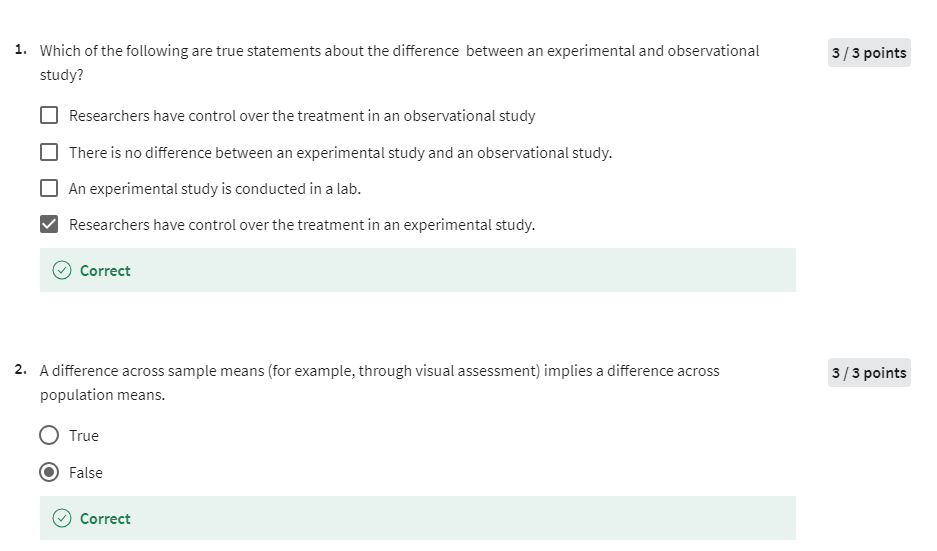 1. Which of the following are true statements about the difference between an experimental and observational
study?
3 / 3 points
Researchers have control over the treatment in an observational study
There is no difference between an experimental study and an observational study.
An experimental study is conducted in a lab.
Researchers have control over the treatment in an experimental study.
Correct
2. A difference across sample means (for example, through visual assessment) implies a difference across
population means.
3 / 3 points
True
False
Correct